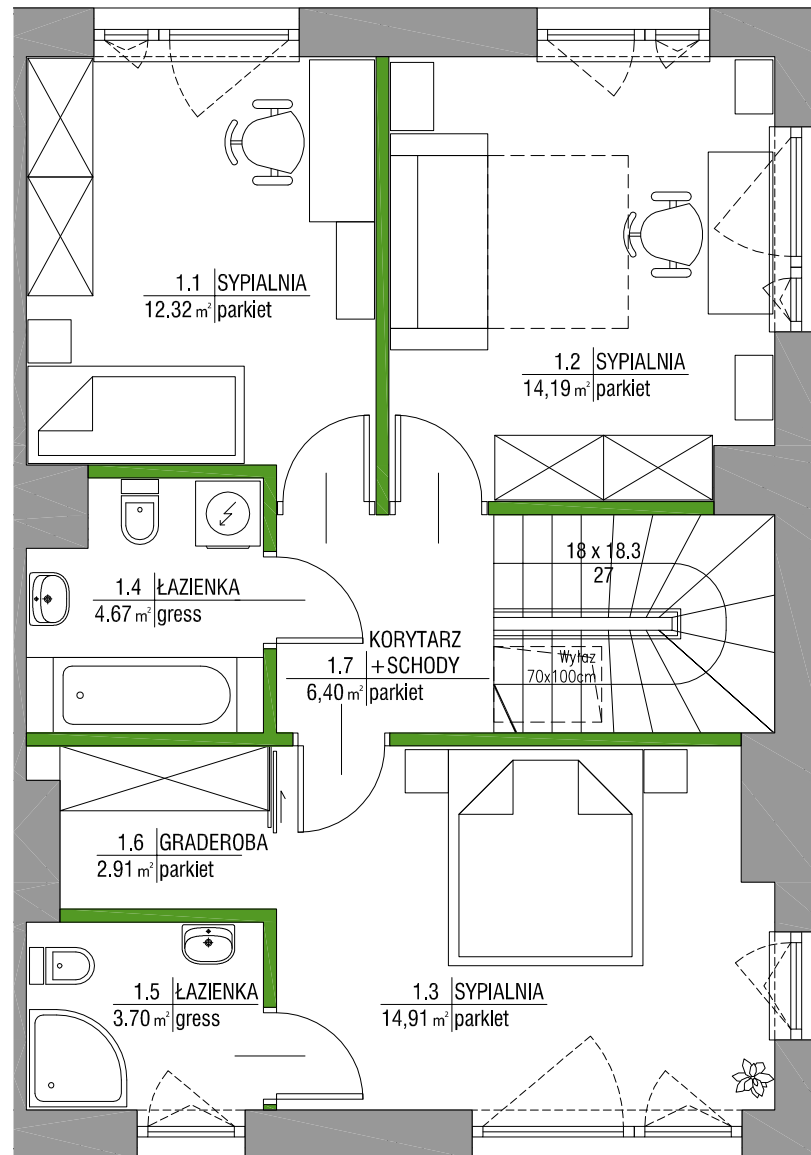 1.1 SYPIALNIA
12.32 m² parkiet
1.2 SYPIALNIA
14,19 m² parkiet
18 x 18.3
27
1.4 ŁAZIENKA
4.67 m² gress
KORYTARZ
1.7 +SCHODY
6,40 m² parkiet
Wyłaz
70x100cm
1.6 GRADEROBA
2.91 m² parkiet
1.5 ŁAZIENKA
3.70 m² gress
1.3 SYPIALNIA
14,91 m² parkiet